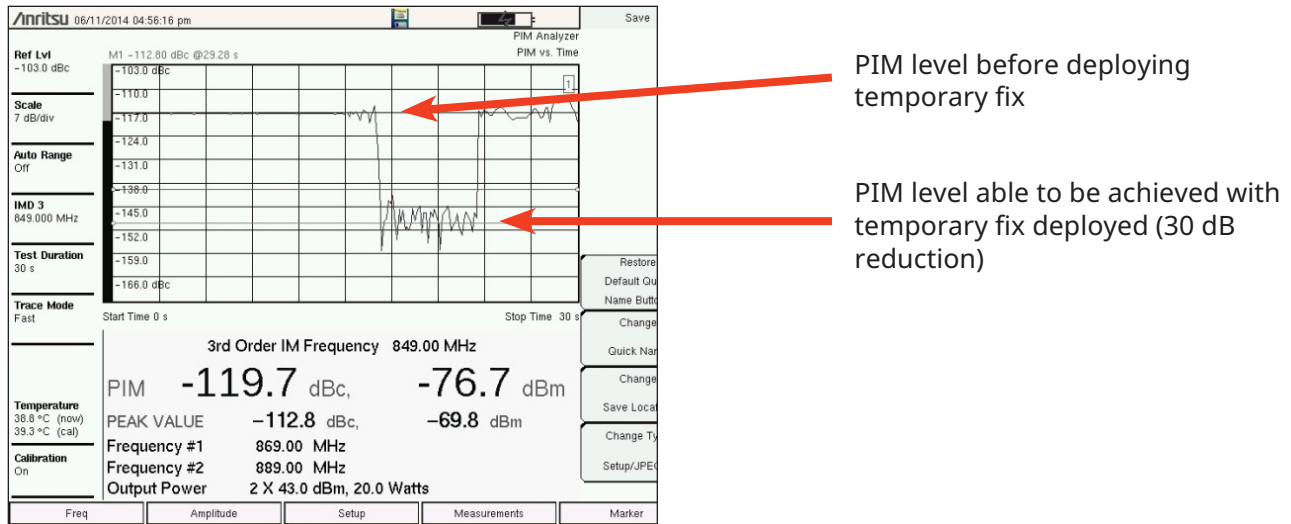 Anritsu 06/11/2014 04:56:16 pm
Save
PIM Analyzer
PIM vs. Time
Ref Lvl
-103.0 dBc
M1 -112.80 dBc @29.28 s
-103.0 dBc
1
-110.0
-117.0
-124.0
-131.0
-138.0
-145.0
-152.0
-159.0
-166.0 dBc
Scale
7 dB/div
Auto Range
Off
IMD 3
849.000 MHz
Test Duration
30 s
Trace Mode
Fast
Start Time 0 s
Stop Time 30 s
3rd Order IM Frequency 849.00 MHz
PIM -119.7 dBc, -76.7 dBm
PEAK VALUE -112.8 dBc, -69.8 dBm
Frequency #1 869.00 MHz
Frequency #2 889.00 MHz
Output Power 2 X 43.0 dBm, 20.0 Watts
Temperature
38.8 °C (now)
39.3 °C (cal)
Calibration
On
Restore
Default Qu
Name Butto
Change
Quick Nar
Change
Save Locat
Change Ty
Setup/JPEG
Freq
Amplitude
Setup
Measurements
Marker
PIM level before deploying
temporary fix
PIM level able to be achieved with
temporary fix deployed (30 dB
reduction)